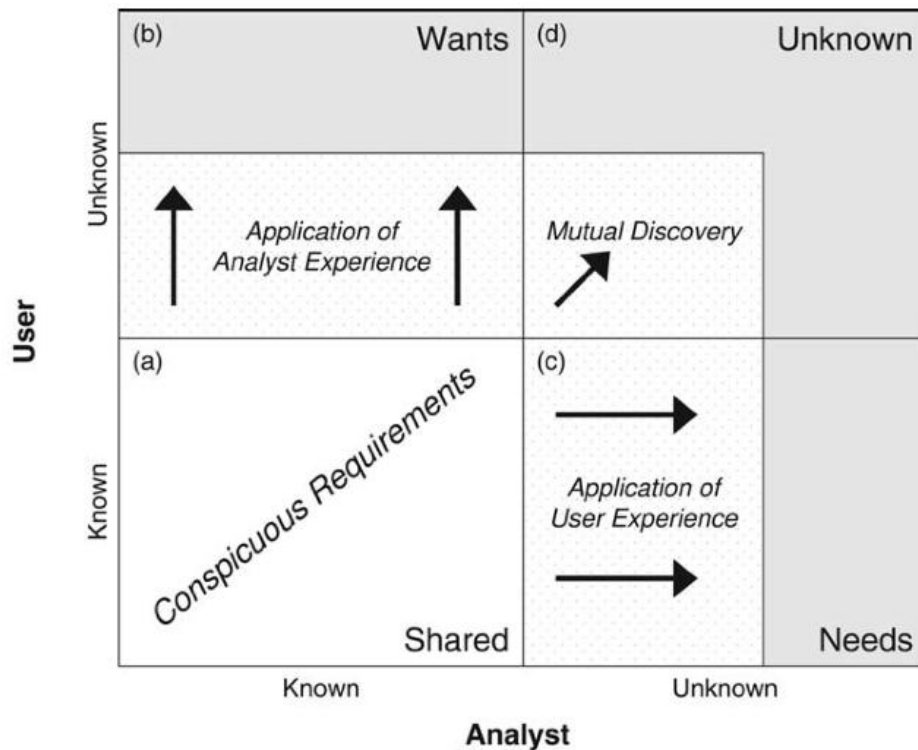 (b)
Wants
(d)
Unknown
Unknown
Application of
Analyst Experience
Mutual Discovery
User
(a)
(c)
Known
Conspicuous Requirements
Application of
User Experience
Shared
Needs
Known
Unknown
Analyst